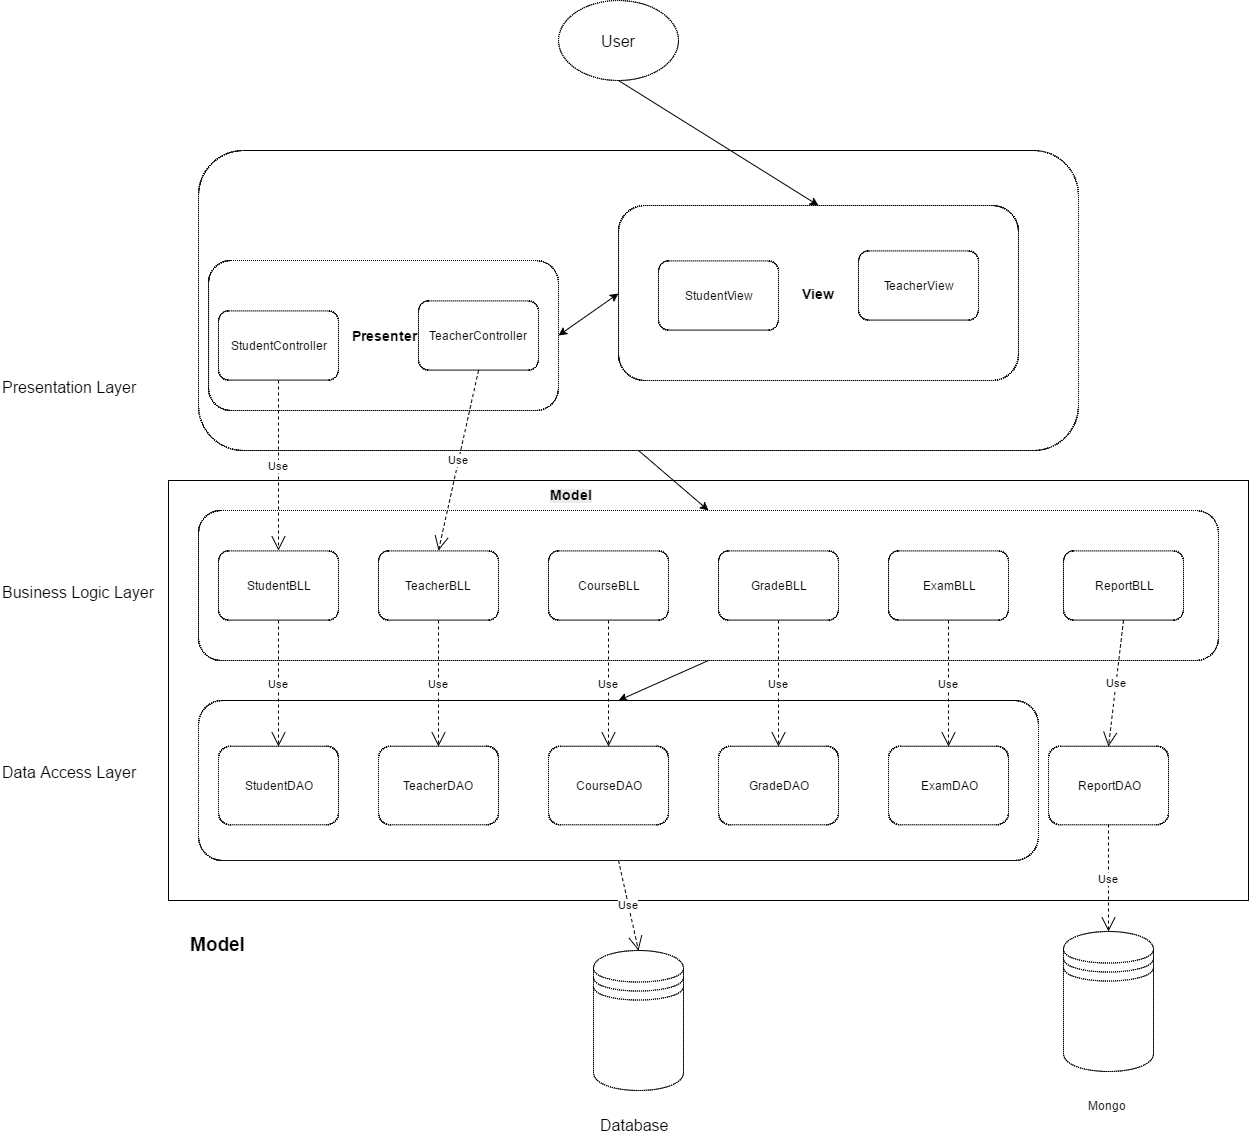 User
StudentView
View
TeacherView
StudentController
Presenter
TeacherController
Presentation Layer
Use
Use
Model
Business Logic Layer
StudentBLL
TeacherBLL
CourseBLL
GradeBLL
ExamBLL
ReportBLL
Use
Use
Use
Use
Use
Use
Data Access Layer
StudentDAO
TeacherDAO
CourseDAO
GradeDAO
ExamDAO
ReportDAO
Use
Use
Model
Database
Mongo